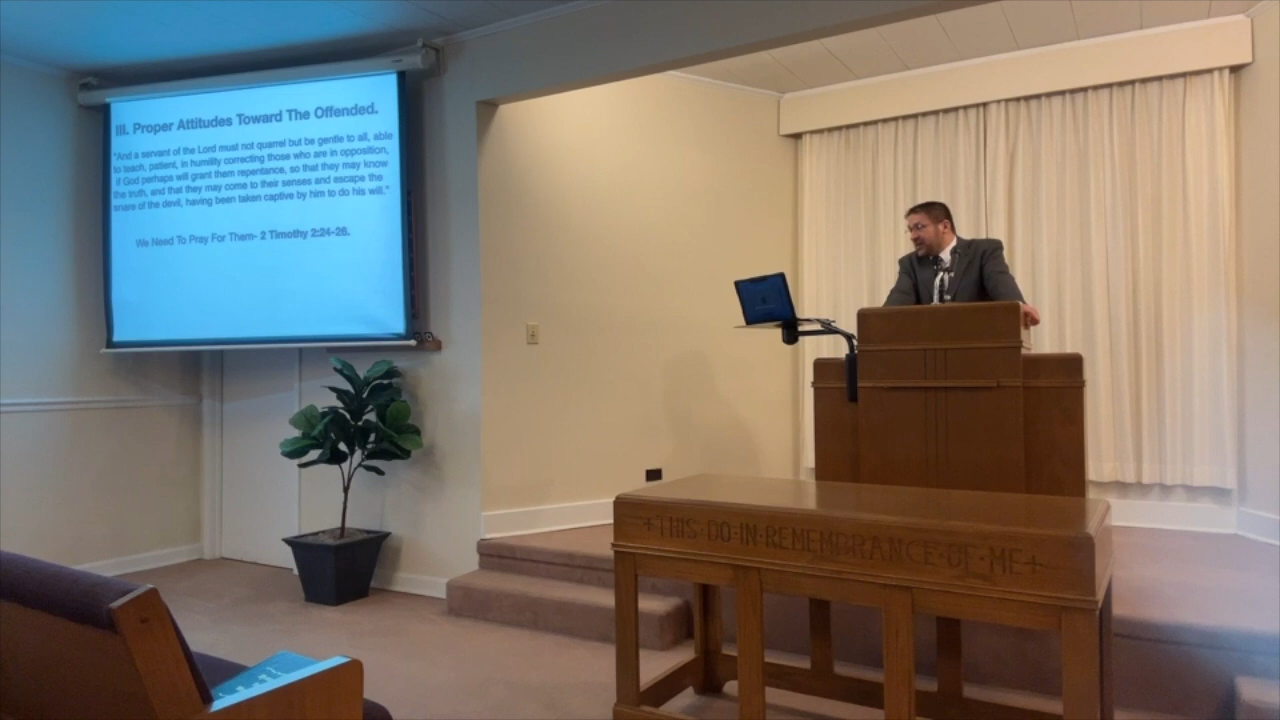 III. Proper Attitudes Toward The Offended.
"And a servant of the Lord must not quarrel but be gentle to all, able
to teach, patient, in humility correcting those who are in opposition,
if God perhaps will grant them repentance, so that they may know
the truth, and that they may come to their senses and escape the
snare of the devil, having been taken captive by him to do his will."
We Need To Pray For Them- 2 Timothy 2:24-26.
+THIS·DO·IN·REMEMBRANCE·OF·ME+